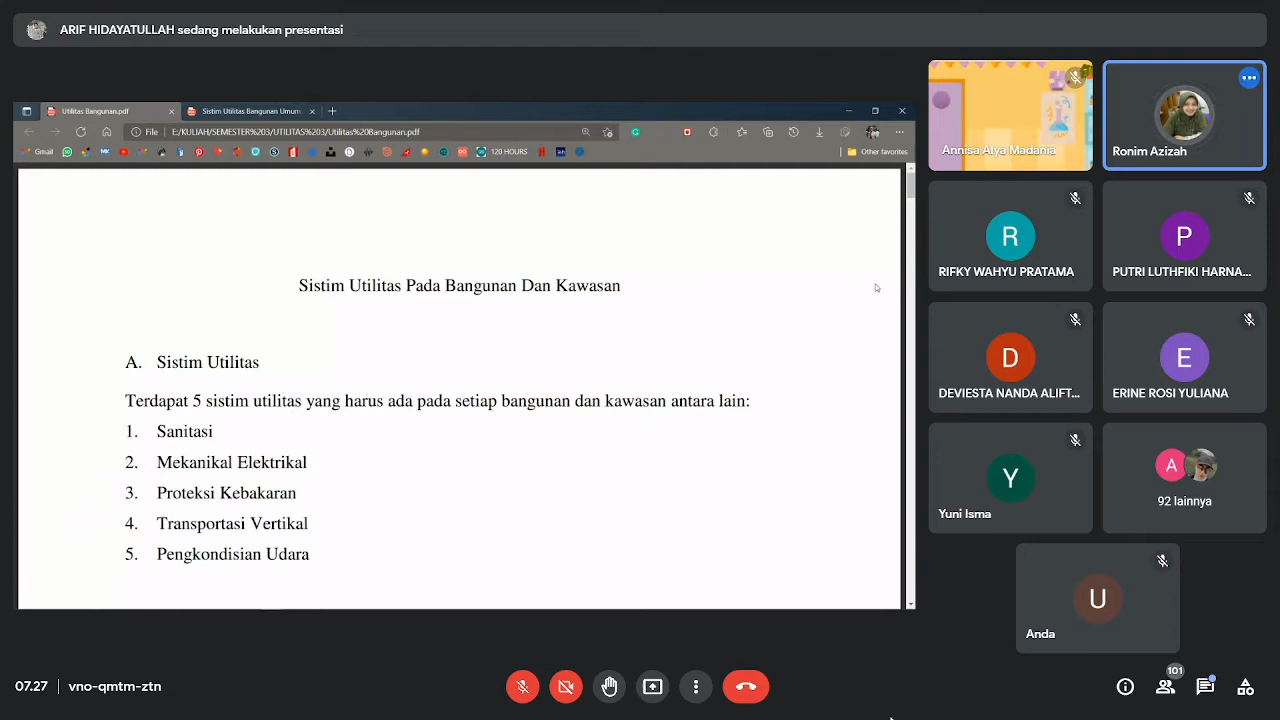 ARIF HIDAYATULLAH sedang melakukan presentasi
Utilitas Bangunan.pdf
Sistim Utilitas Bangunan Umum
File
E:/KULIAH/SEMESTER%203/UTILITAS%203/Utilitas%20Bangunan.pdf
Gmail
120 HOURS
Other favorites
Sistim Utilitas Pada Bangunan Dan Kawasan
A. Sistim Utilitas
Terdapat 5 sistim utilitas yang harus ada pada setiap bangunan dan kawasan antara lain:
1. Sanitasi
2. Mekanikal Elektrikal
3. Proteksi Kebakaran
4. Transportasi Vertikal
5. Pengkondisian Udara
Annisa Alya Madania
Ronim Azizah
R
RIFKY WAHYU PRATAMA
P
PUTRI LUTHFIKI HARNA...
D
DEVIESTA NANDA ALIFT...
E
ERINE ROSI YULIANA
Y
Yuni Isma
A
92 lainnya
U
Anda
07.27 | vno-qmtm-ztn
101